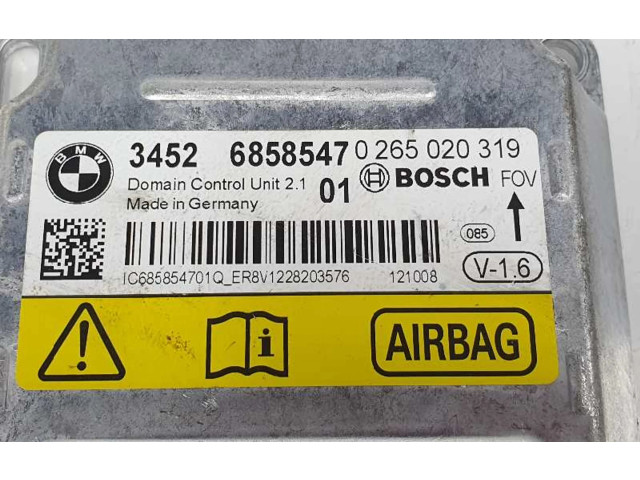 BMW
3452 6858547 0 265 020 319
Domain Control Unit 2.1 01 BOSCH FOV
Made in Germany
085
V-1.6
IC685854701Q_ER8V1228203576 121008
AIRBAG